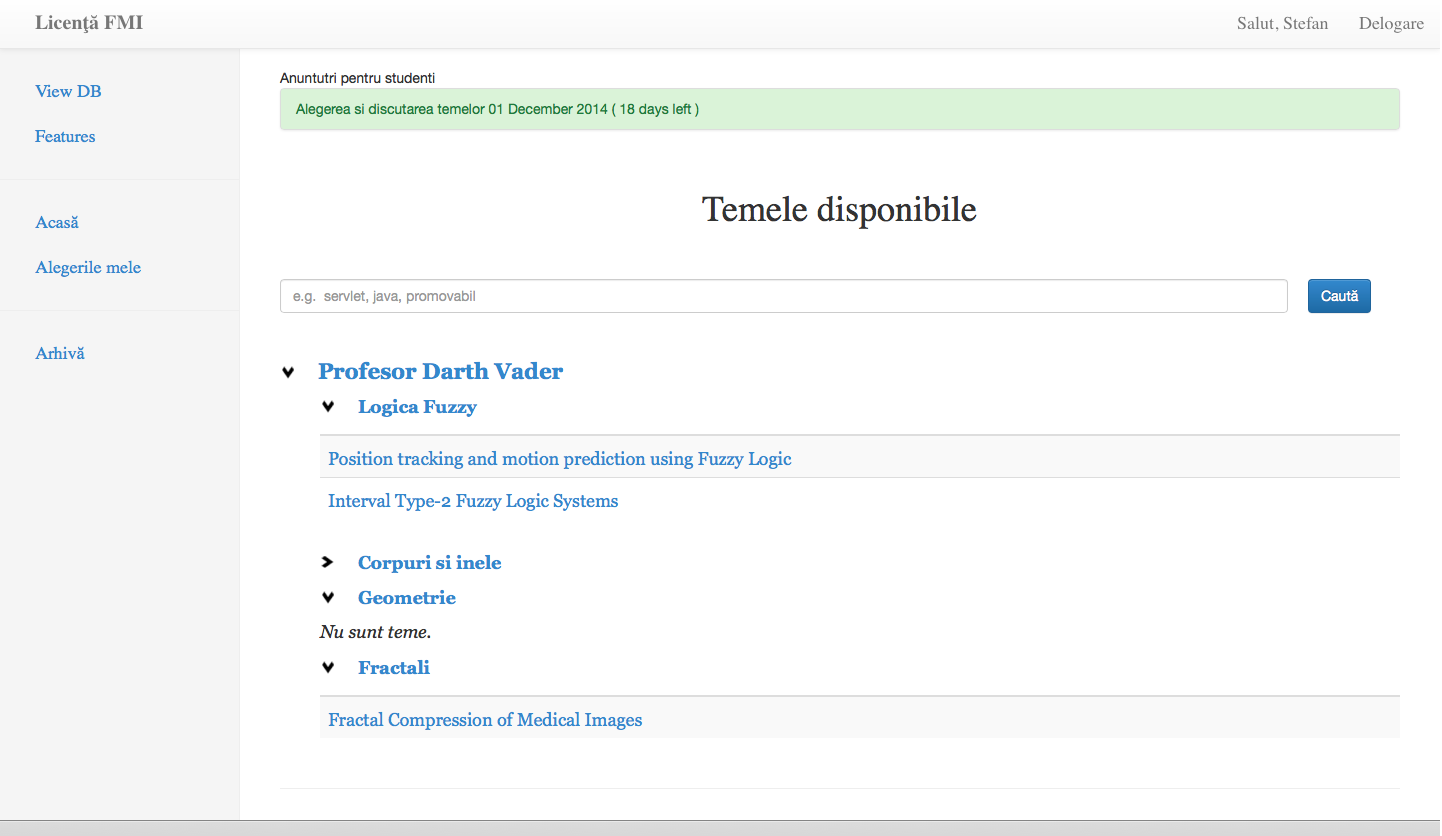 Licenţă FMI
Salut, Stefan
Delogare
View DB
Features
Acasă
Alegerile mele
Arhivă
Anuntutri pentru studenti
Alegerea si discutarea temelor 01 December 2014 ( 18 days left )
Temele disponibile
e.g. servlet, java, promovabil
Caută
Profesor Darth Vader
Logica Fuzzy
Position tracking and motion prediction using Fuzzy Logic
Interval Type-2 Fuzzy Logic Systems
Corpuri si inele
Geometrie
Nu sunt teme.
Fractali
Fractal Compression of Medical Images